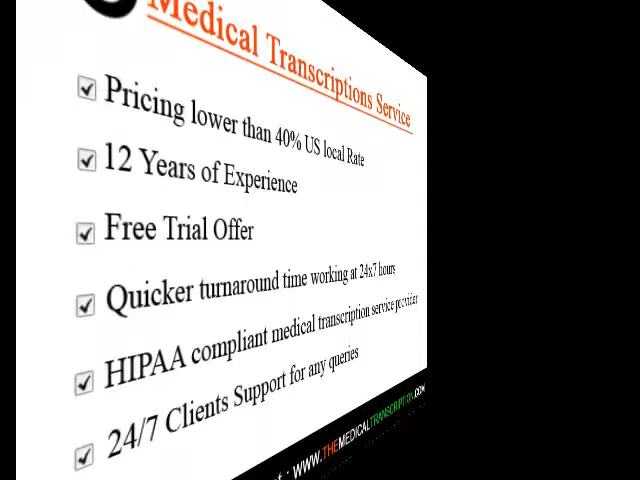 Medical Transcriptions Service
Pricing lower than 40% US local Rate
12 Years of Experience
Free Trial Offer
Quicker turnaround time working at 24x7 hours
HIPAA compliant medical transcription service provider
24/7 Clients Support for any queries
: WWW.THEMEDICALTRANSCRIPTION.COM